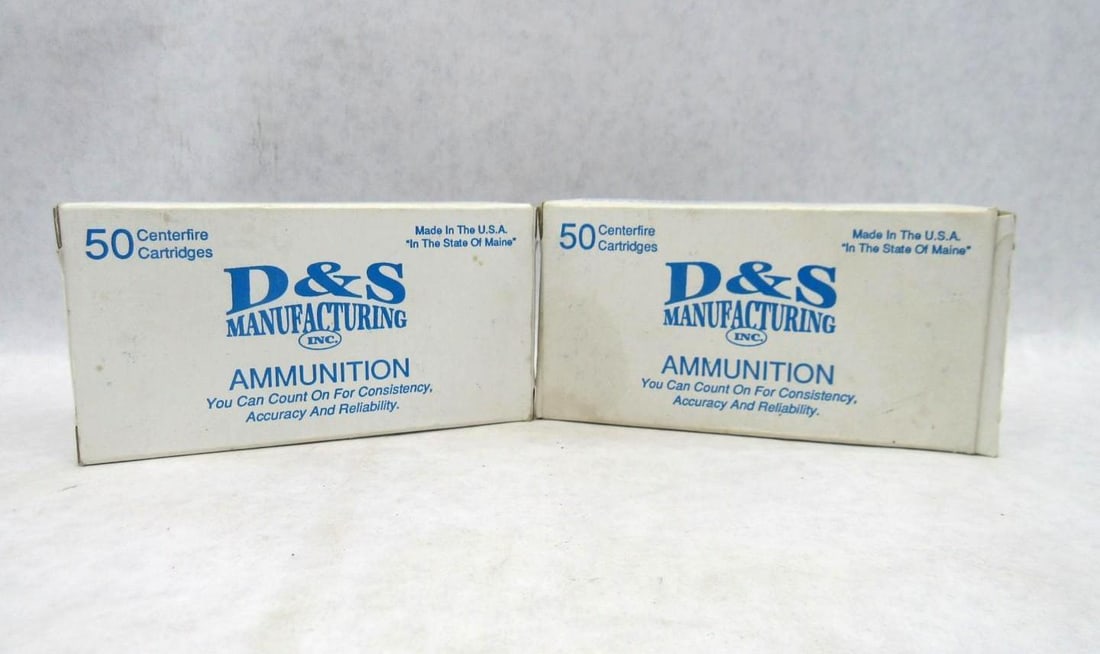 50 Centerfire
Cartridges
Made In The U.S.A.
"In The State Of Maine"
D&S
MANUFACTURING
INC.
AMMUNITION
You Can Count On For Consistency,
Accuracy And Reliability.
50 Centerfire
Cartridges
Made In The U.S.A.
"In The State Of Maine"
D&S
MANUFACTURING
INC.
AMMUNITION
You Can Count On For Consistency,
Accuracy And Reliability.